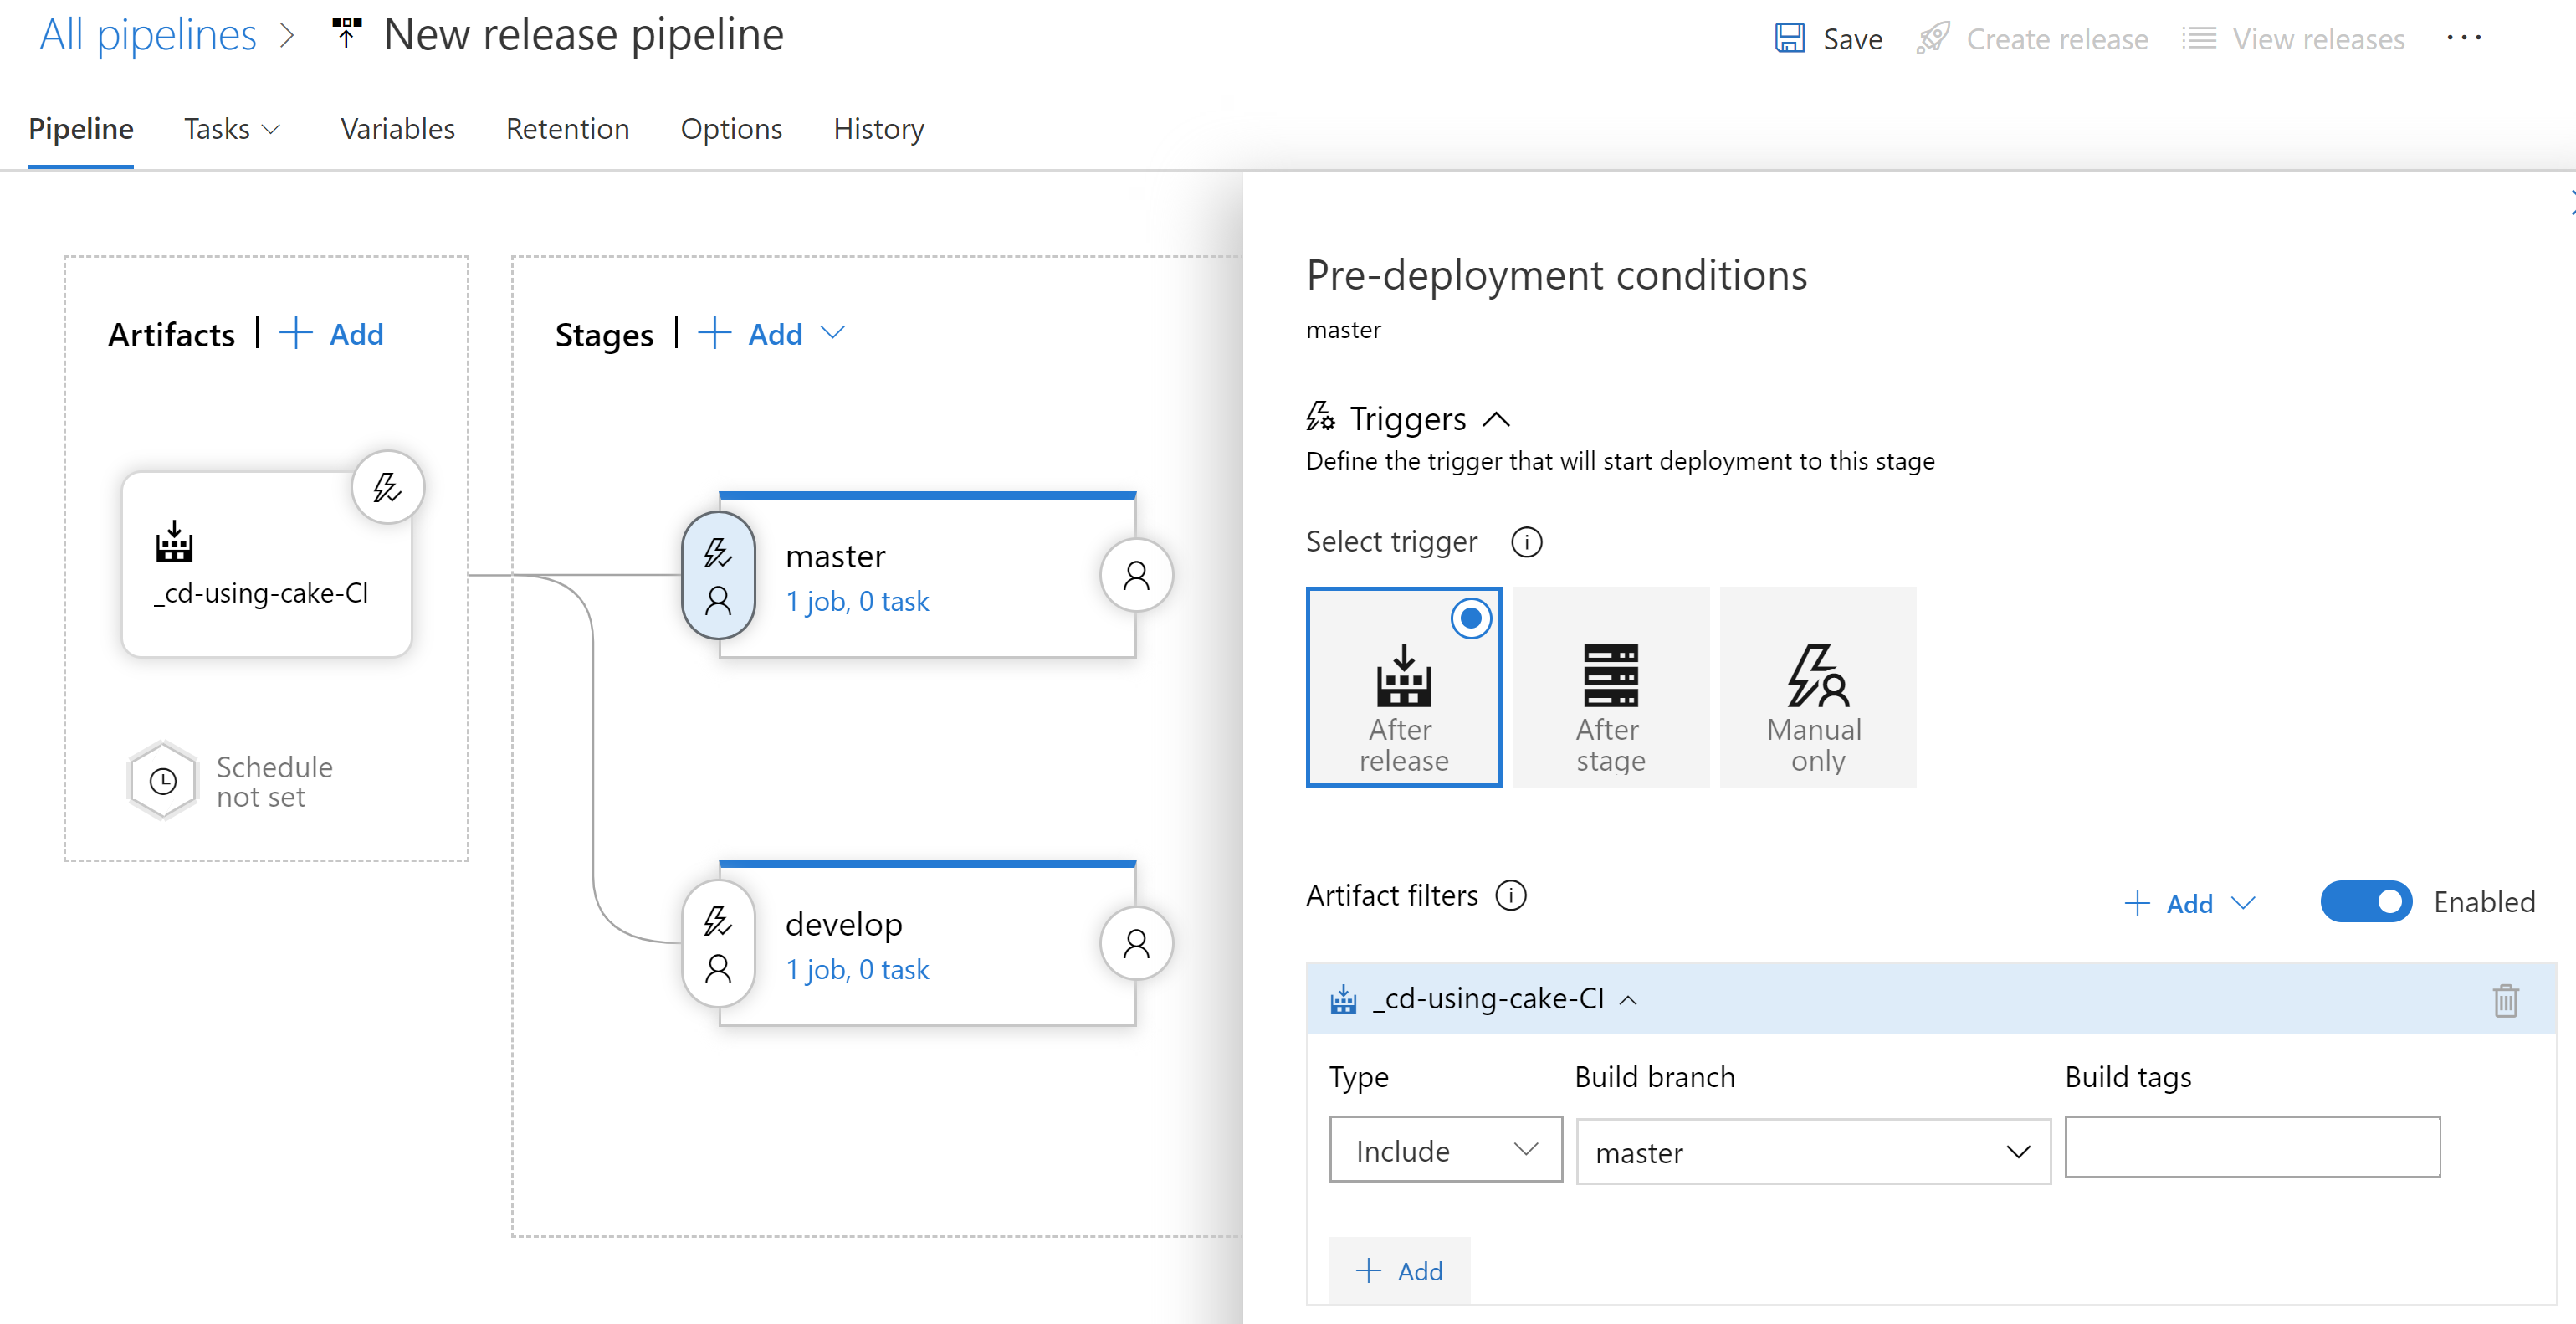 All pipelines > New release pipeline
Save Create release View releases ...
Pipeline Tasks Variables Retention Options History
Artifacts | + Add
_cd-using-cake-CI
Schedule
not set
Stages | + Add
master
1 job, 0 task
develop
1 job, 0 task
Pre-deployment conditions
master
Triggers
Define the trigger that will start deployment to this stage
Select trigger
After
release
After
stage
Manual
only
Artifact filters + Add Enabled
_cd-using-cake-CI
Type Build branch Build tags
Include master
+ Add